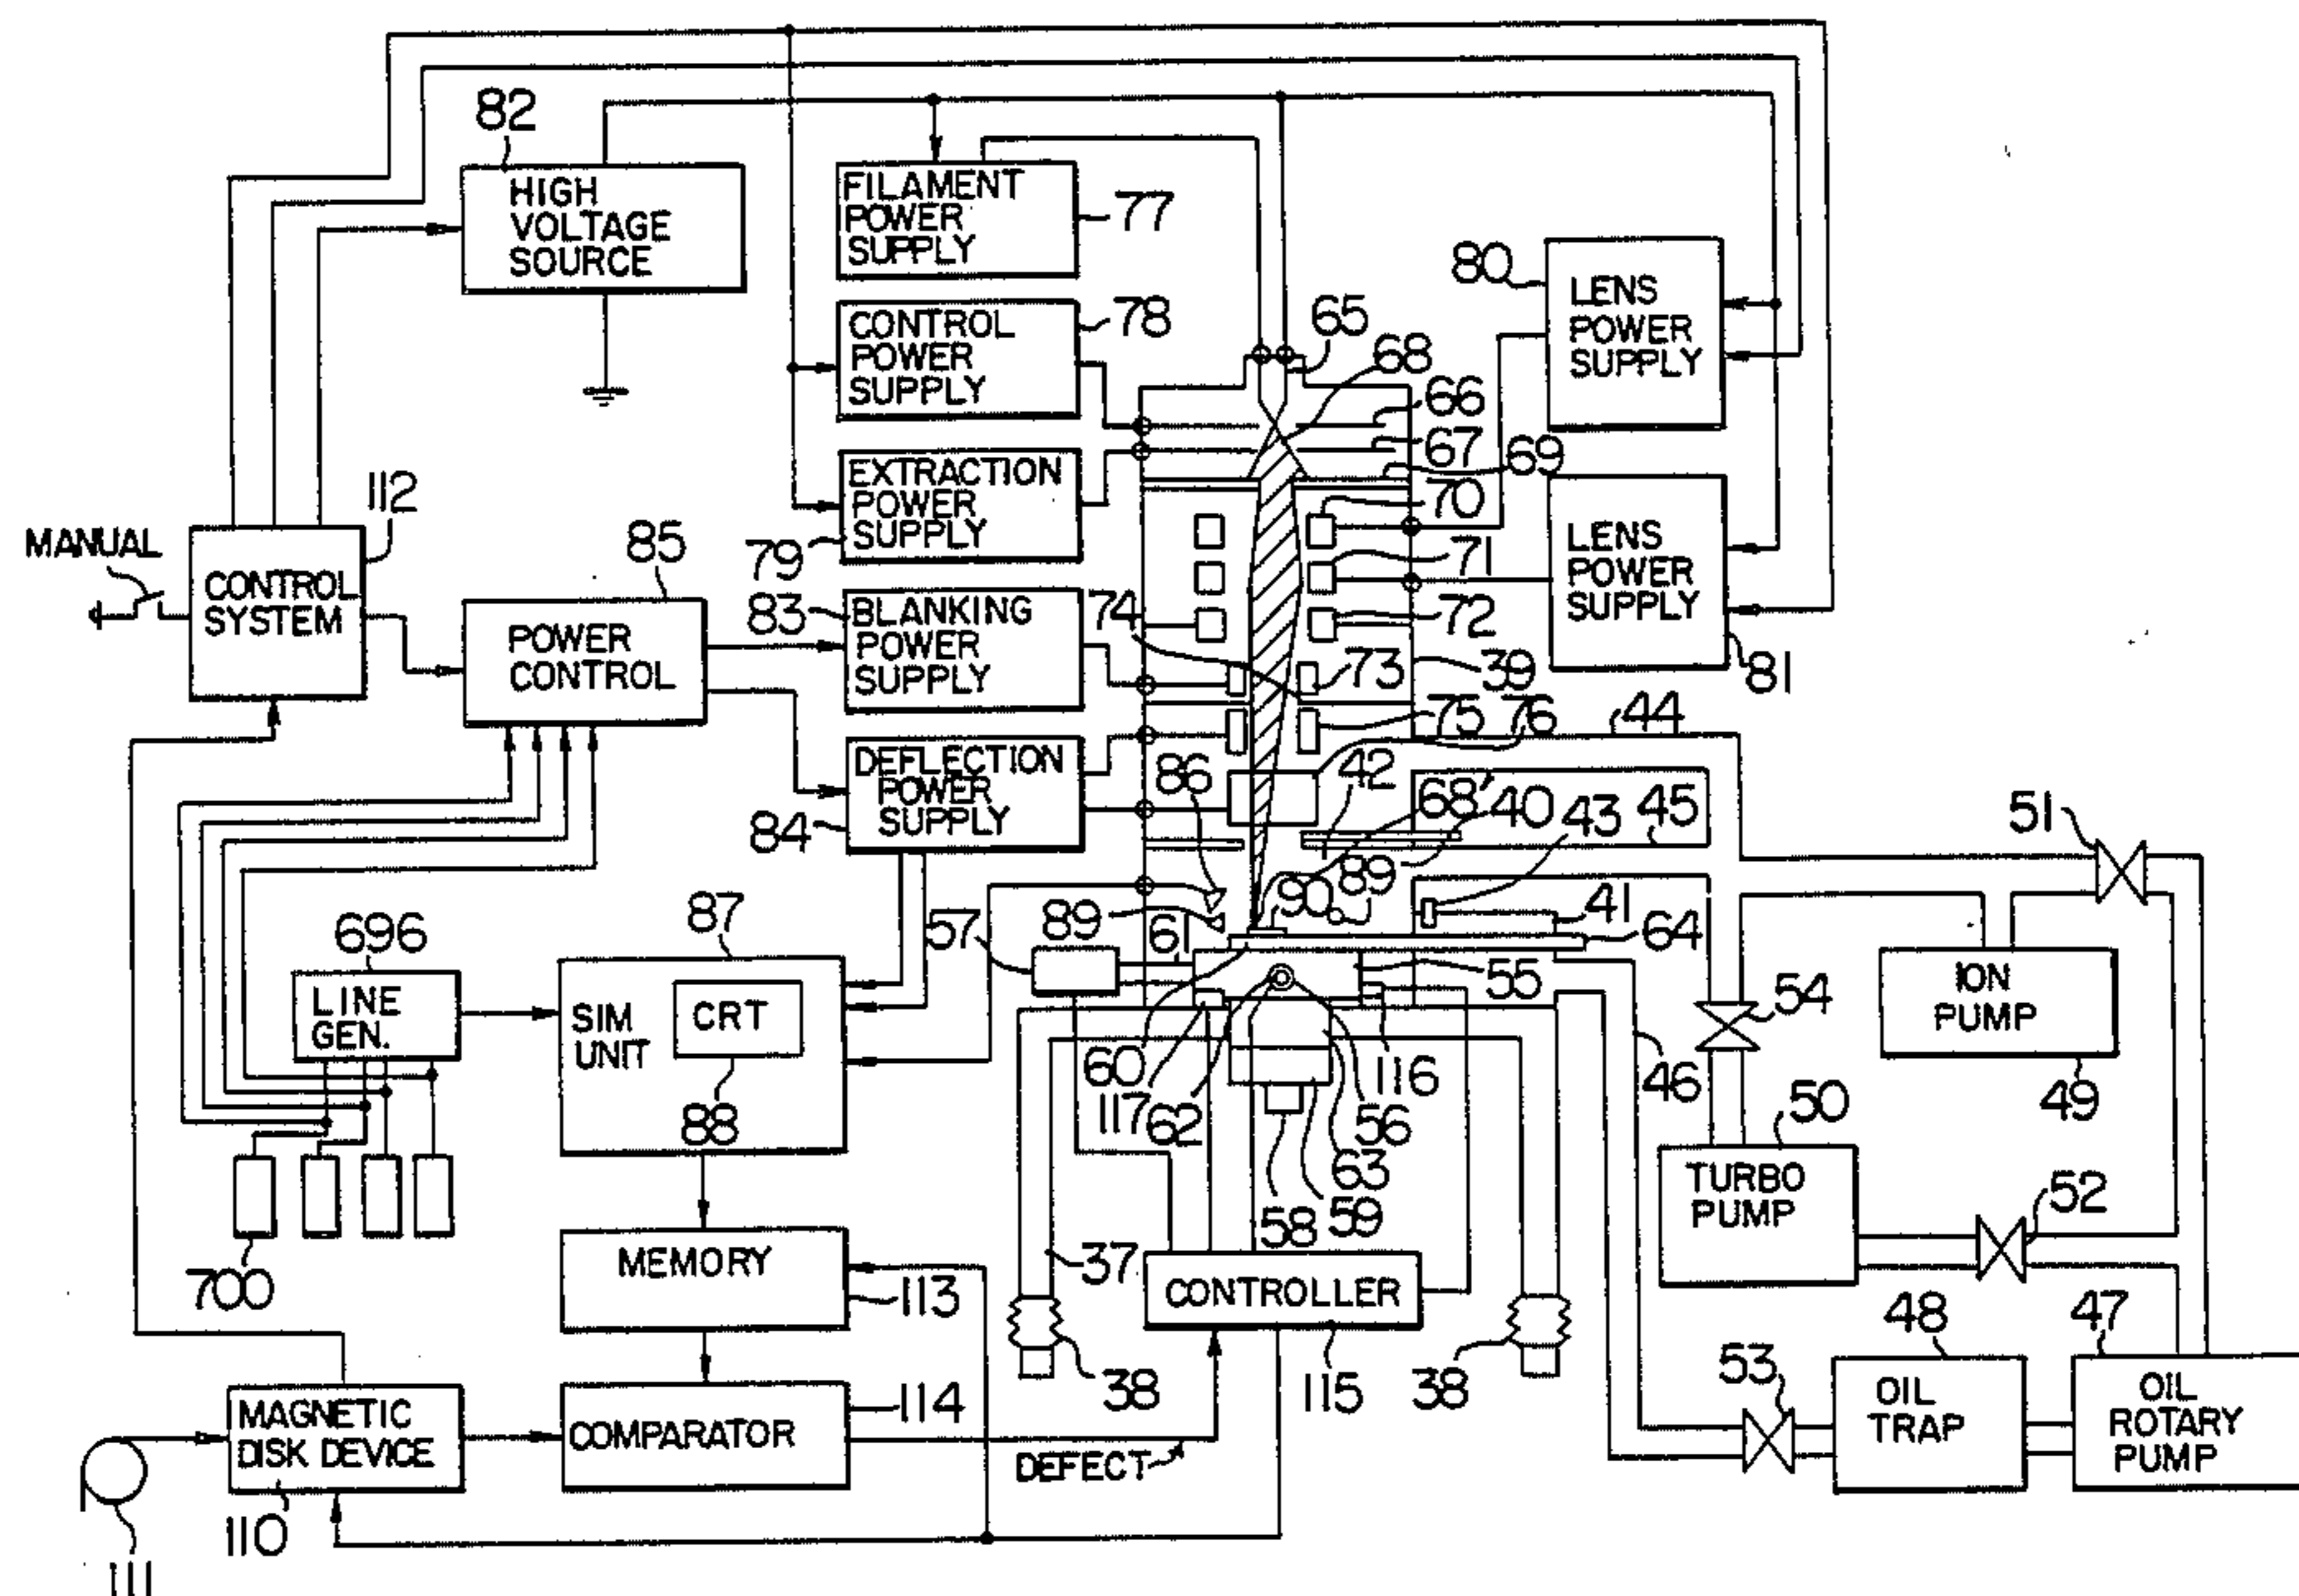 82
HIGH
VOLTAGE
SOURCE
FILAMENT
POWER
SUPPLY
77
CONTROL
POWER
SUPPLY
78
65
68
66
67
69
70
80
LENS
POWER
SUPPLY
EXTRACTION
POWER
SUPPLY
79
112
MANUAL
CONTROL
SYSTEM
85
POWER
CONTROL
83
BLANKING
POWER
SUPPLY
74
71
72
73
39
LENS
POWER
SUPPLY
81
75
76
44
DEFLECTION
POWER
SUPPLY
84
86
42
68'
40
43
45
51
89
90
89
41
64
57
61
87
696
LINE
GEN.
SIM
UNIT
CRT
88
55
54
ION
PUMP
49
60
117
62
116
56
63
46
50
TURBO
PUMP
52
58
59
700
MEMORY
113
37
CONTROLLER
38
115
38
53
48
47
OIL
TRAP
OIL
ROTARY
PUMP
MAGNETIC
DISK DEVICE
110
COMPARATOR
114
DEFECT
111